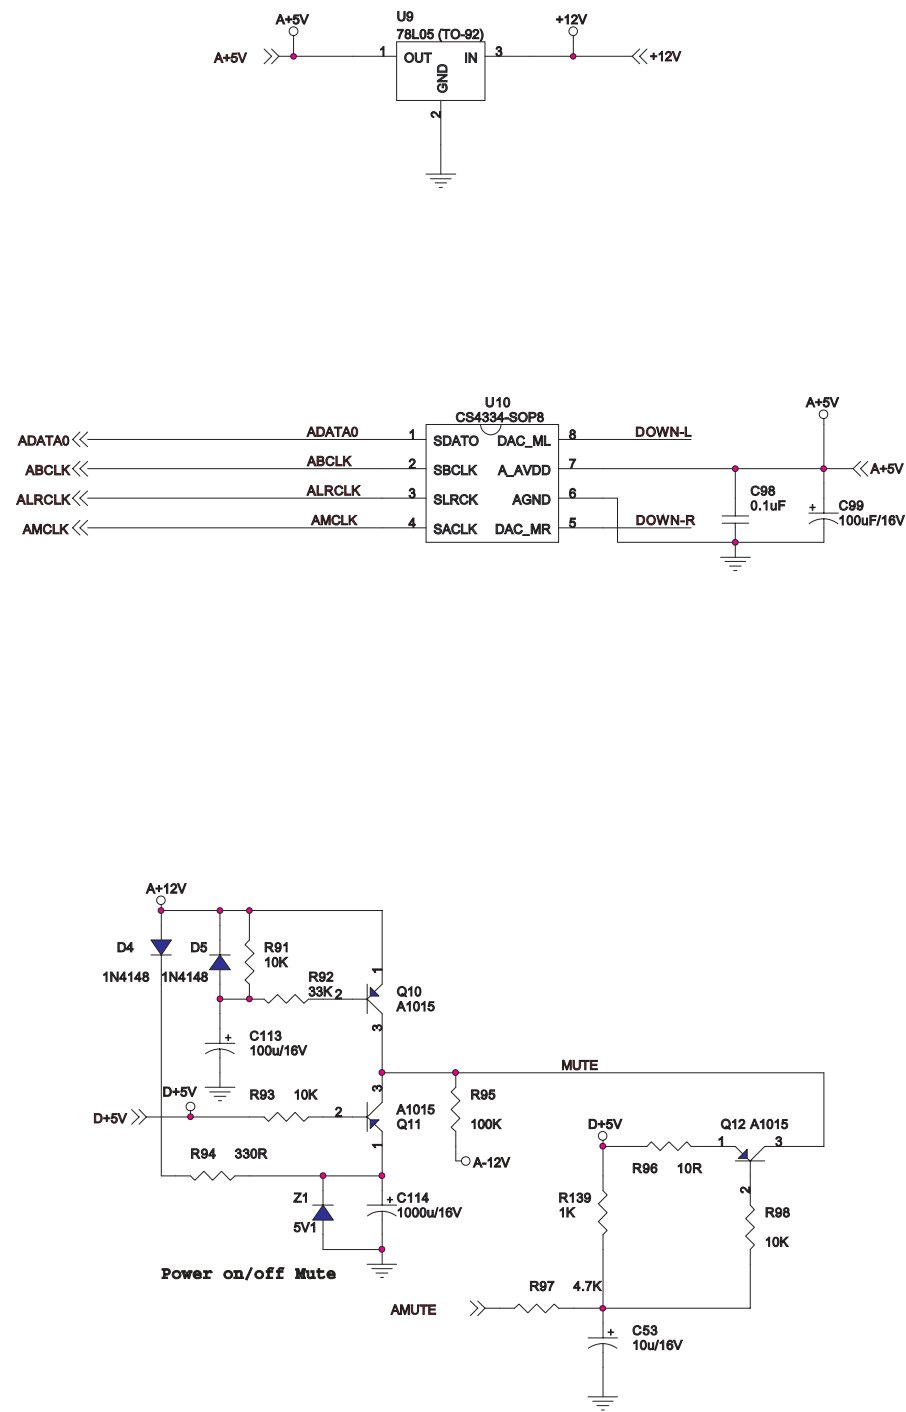 A+5V
U9
+12V
78L05 (TO-92)
A+5V
1
OUT
IN
3
+12V
GND
2
U10
CS4334-SOP8
A+5V
ADATA0
ADATA0
1
SDATO
DAC_ML
8
DOWN-L
ABCLK
ABCLK
2
SBCLK
A_AVDD
7
A+5V
ALRCLK
ALRCLK
3
SLRCK
AGND
6
C98
0.1uF
+
C99
100uF/16V
AMCLK
AMCLK
4
SACLK
DAC_MR
5
DOWN-R
A+12V
D4
D5
R91
10K
1N4148
1N4148
R92
33K
2
1
Q10
A1015
3
+
C113
100u/16V
MUTE
D+5V
R93
10K
3
R95
100K
D+5V
2
A1015
Q11
1
D+5V
Q12 A1015
1
3
R94
330R
A-12V
R96
10R
2
Z1
5V1
+
C114
1000u/16V
R139
1K
R98
10K
Power on/off Mute
R97
4.7K
AMUTE
+
C53
10u/16V